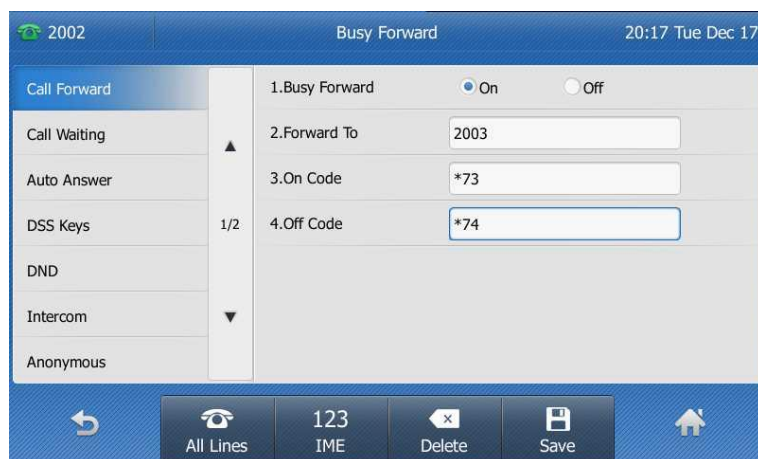 2002 Busy Forward 20:17 Tue Dec 17
Call Forward
Call Waiting
Auto Answer
DSS Keys
DND
Intercom
Anonymous
1/2
1.Busy Forward On Off
2.Forward To 2003
3.On Code *73
4.Off Code *74
All Lines
123
IME
Delete
Save